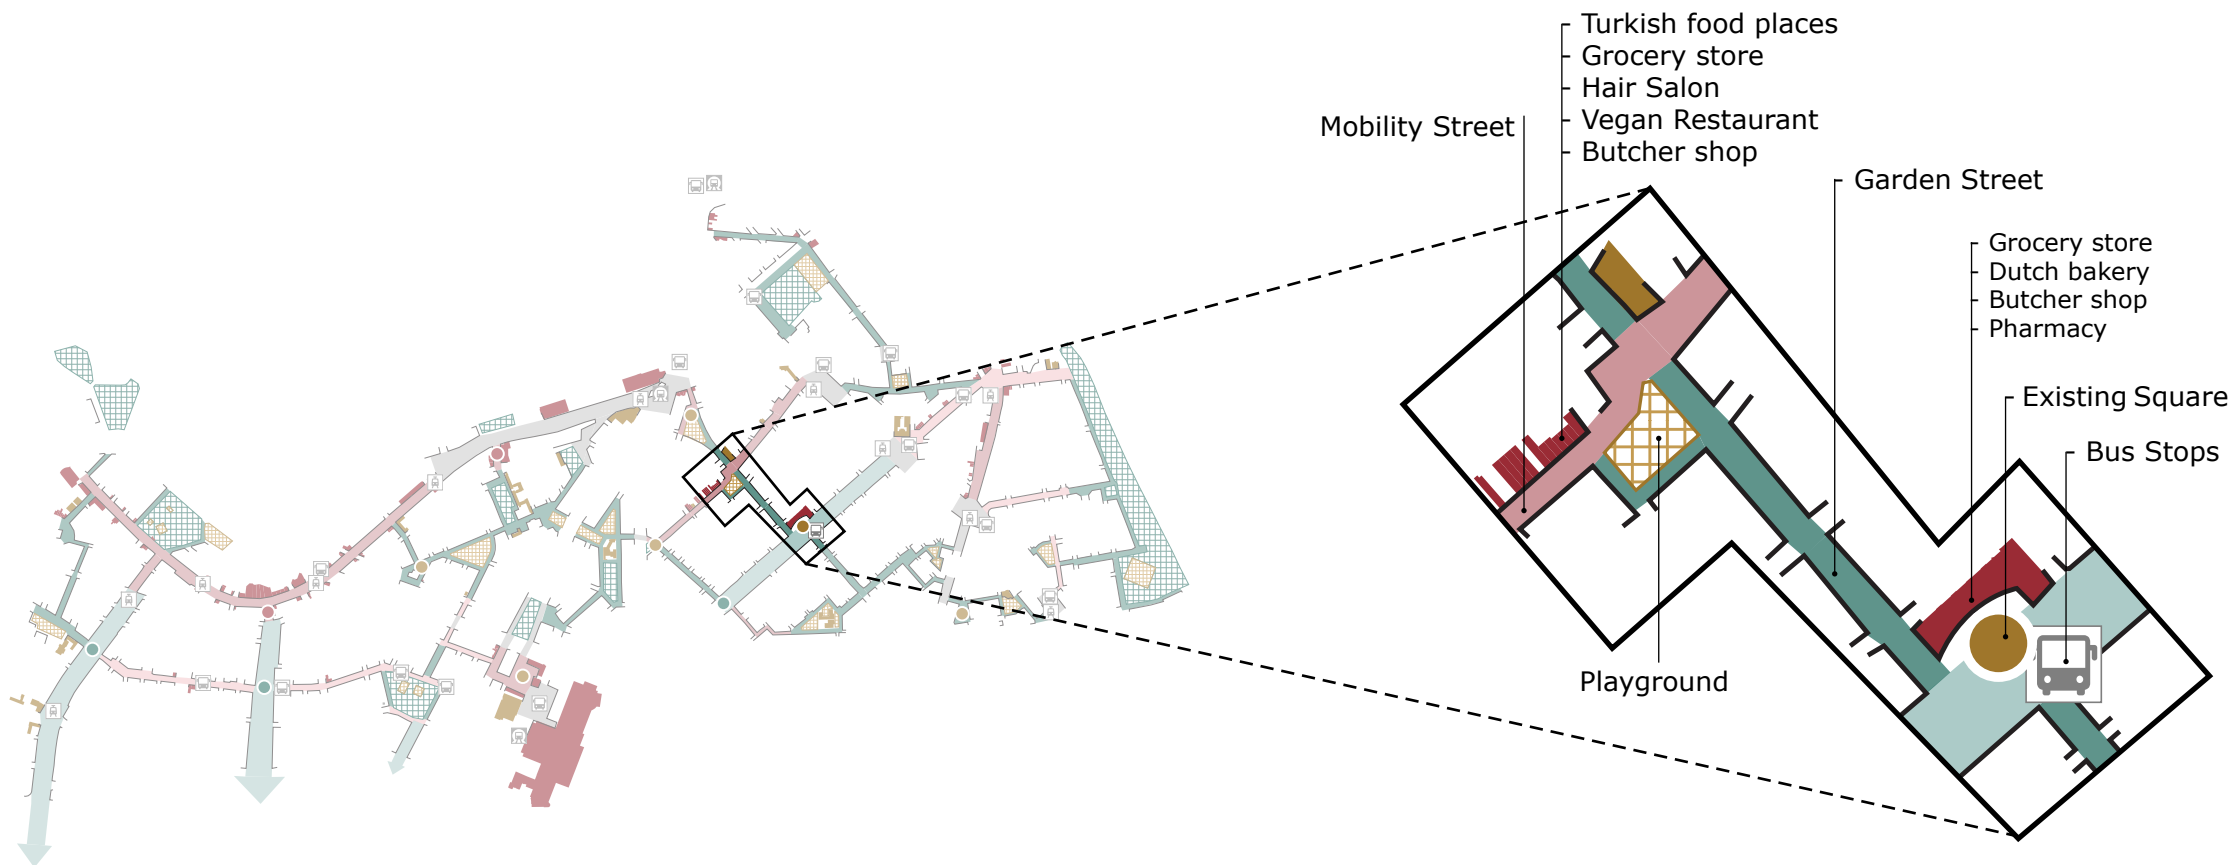 Turkish food places
Grocery store
Hair Salon
Vegan Restaurant
Butcher shop
Mobility Street
Garden Street
Grocery store
Dutch bakery
Butcher shop
Pharmacy
Existing Square
Bus Stops
Playground